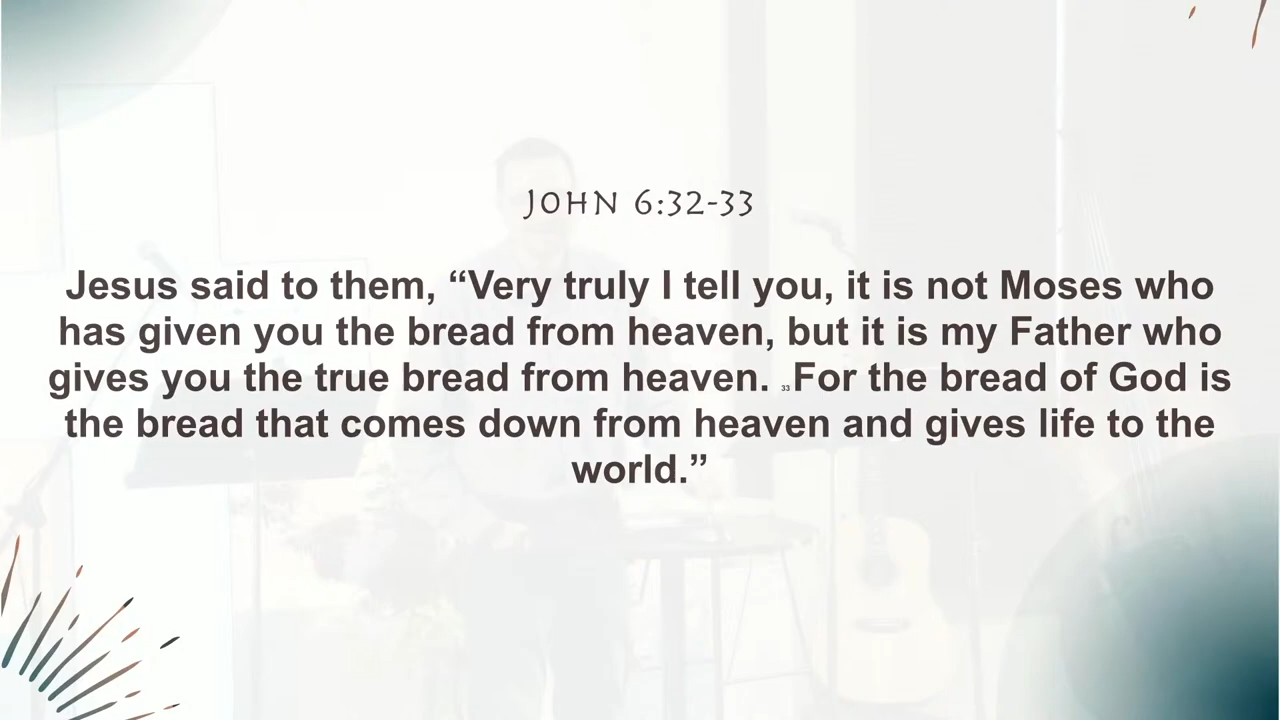 JOHN 6:32-33
Jesus said to them, “Very truly I tell you, it is not Moses who
has given you the bread from heaven, but it is my Father who
gives you the true bread from heaven. 33 For the bread of God is
the bread that comes down from heaven and gives life to the
world.”